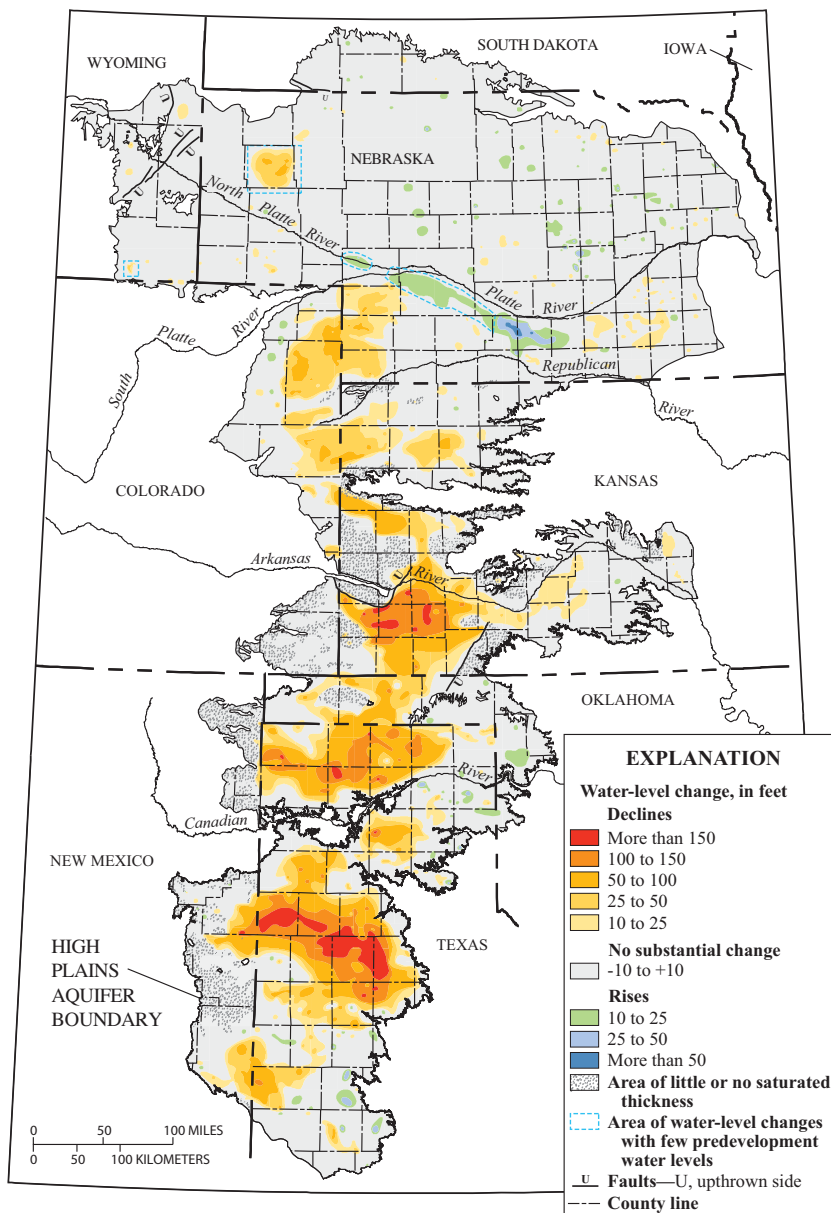 SOUTH DAKOTA
IOWA
WYOMING
U
U
U
U
NEBRASKA
North
Platte
River
Platte
River
River
Platte
South
Republican
River
COLORADO
KANSAS
Arkansas
River
U
U
OKLAHOMA
River
Canadian
NEW MEXICO
TEXAS
HIGH
PLAINS
AQUIFER
BOUNDARY
0 50 100 MILES
0 50 100 KILOMETERS
EXPLANATION
Water-level change, in feet
Declines
More than 150
100 to 150
50 to 100
25 to 50
10 to 25
No substantial change
-10 to +10
Rises
10 to 25
25 to 50
More than 50
Area of little or no saturated
thickness
Area of water-level changes
with few predevelopment
water levels
U Faults—U, upthrown side
County line